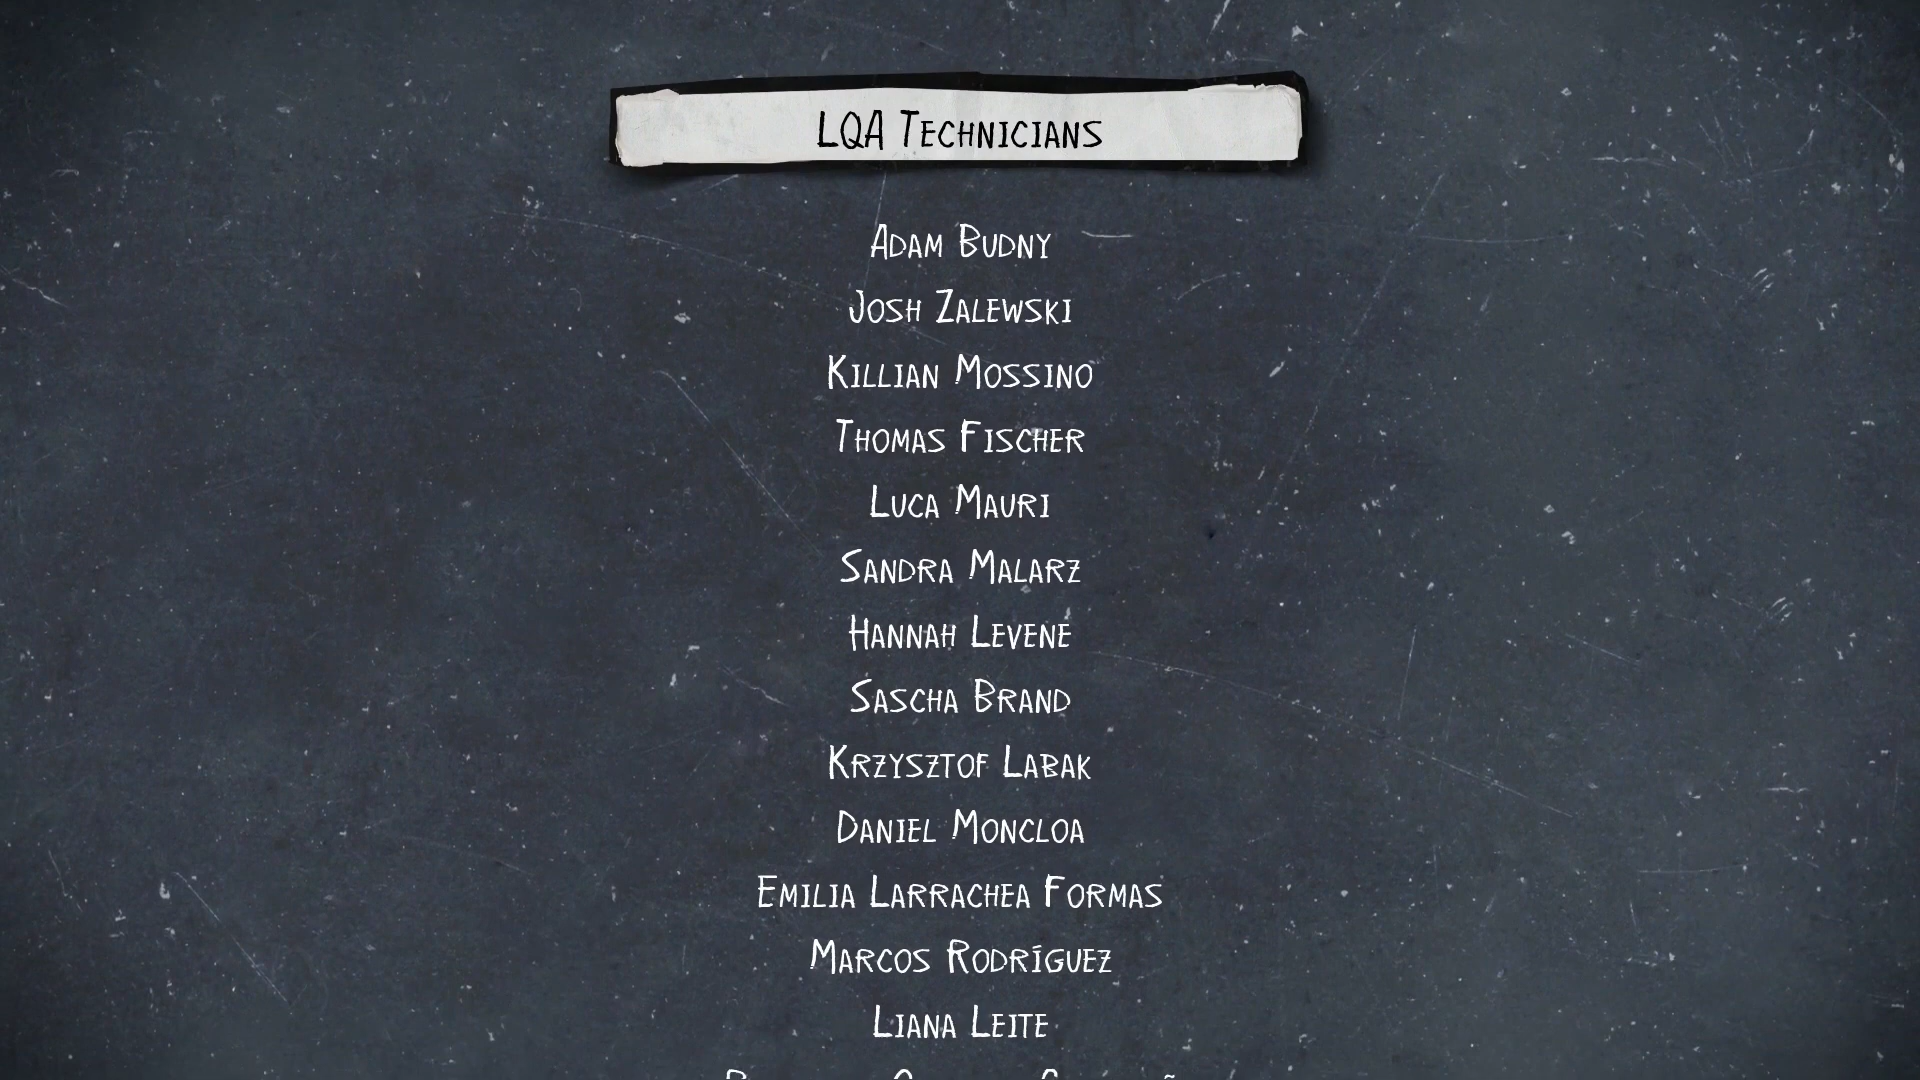 LQA Technicians
Adam Budny
Josh Zalewski
Killian Mossino
Thomas Fischer
Luca Mauri
Sandra Malarz
Hannah Levene
Sascha Brand
Krzysztof Labak
Daniel Moncloa
Emilia Larrachea Formas
Marcos Rodríguez
Liana Leite